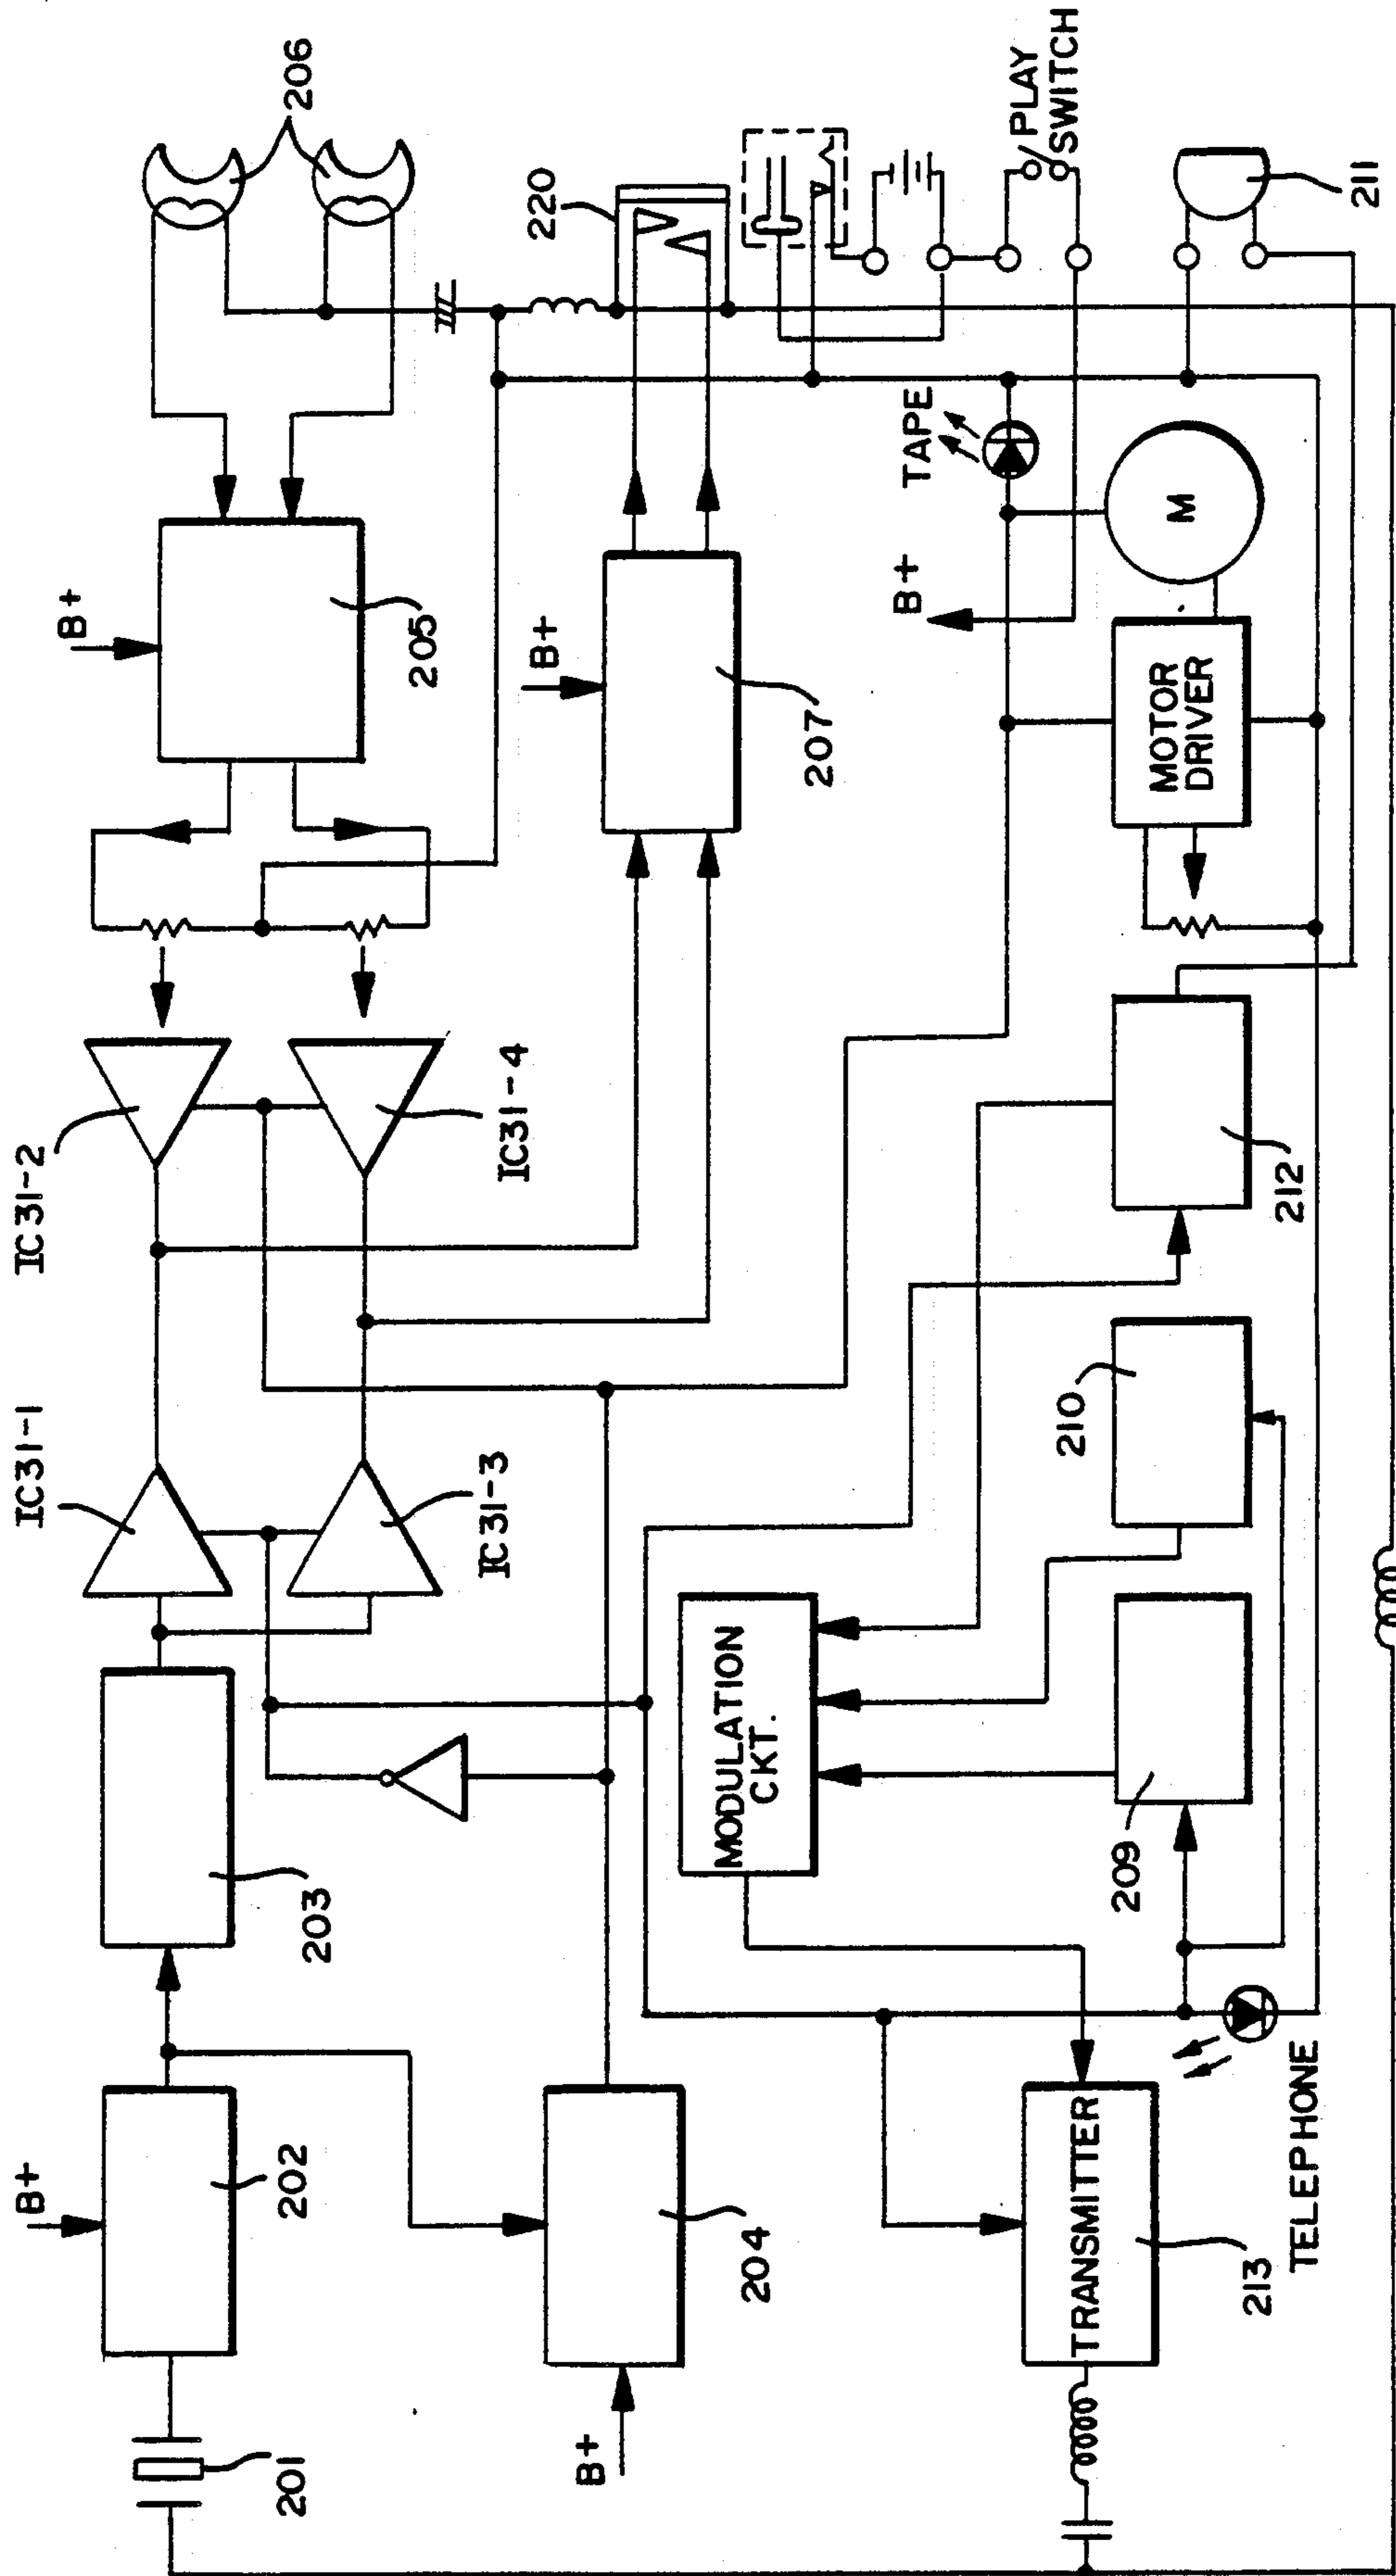 IC31-1
IC31-2
B+
B+
201
202
203
205
206
IC31-3
IC31-4
B+
204
B+
207
220
MODULATION
CKT.
B+
TAPE
TRANSMITTER
213
TELEPHONE
209
210
212
MOTOR
DRIVER
M
PLAY
SWITCH
211